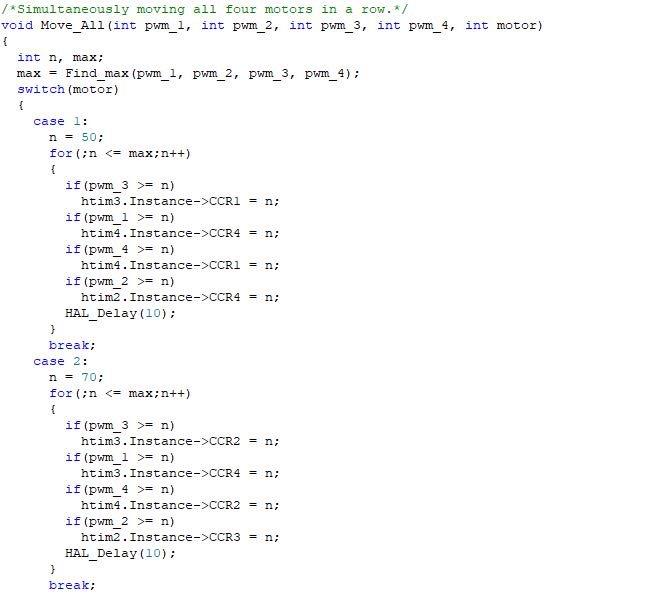 /*Simultaneously moving all four motors in a row.*/
void Move_All(int pwm_1, int pwm_2, int pwm_3, int pwm_4, int motor)
{
  int n, max;
  max = Find_max(pwm_1, pwm_2, pwm_3, pwm_4);
  switch(motor)
  {
    case 1:
      n = 50;
      for(;n <= max;n++)
      {
        if(pwm_3 >= n)
          htim3.Instance->CCR1 = n;
        if(pwm_1 >= n)
          htim4.Instance->CCR4 = n;
        if(pwm_4 >= n)
          htim4.Instance->CCR1 = n;
        if(pwm_2 >= n)
          htim2.Instance->CCR4 = n;
        HAL_Delay(10);
      }
      break;
    case 2:
      n = 70;
      for(;n <= max;n++)
      {
        if(pwm_3 >= n)
          htim3.Instance->CCR2 = n;
        if(pwm_1 >= n)
          htim3.Instance->CCR4 = n;
        if(pwm_4 >= n)
          htim4.Instance->CCR2 = n;
        if(pwm_2 >= n)
          htim2.Instance->CCR3 = n;
        HAL_Delay(10);
      }
      break;